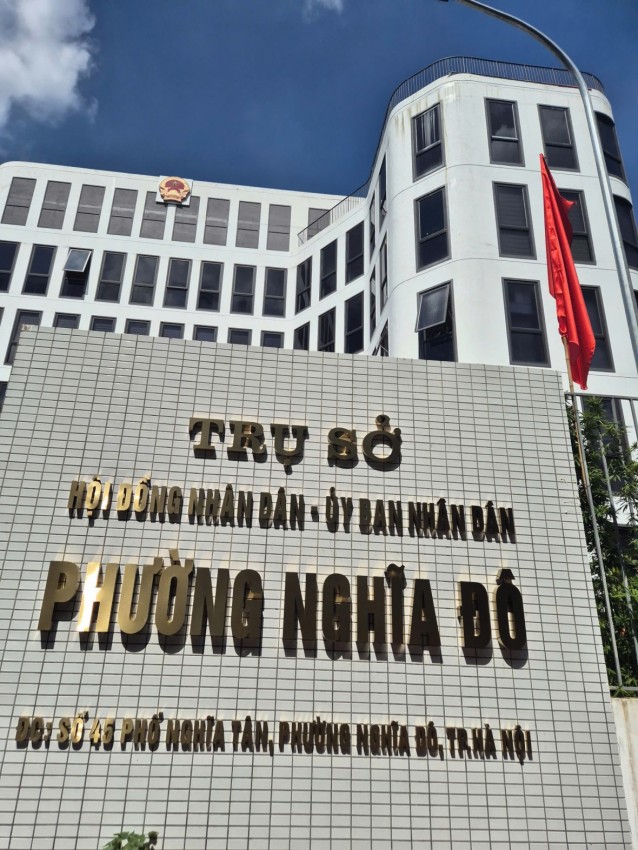 TRỤ SỞ
HỘI ĐỒNG NHÂN DÂN - ỦY BAN NHÂN DÂN
PHƯỜNG NGHĨA ĐÔ
ĐC: SỐ 45 PHỐ NGHĨA TÂN, PHƯỜNG NGHĨA ĐÔ, TP.HÀ NỘI